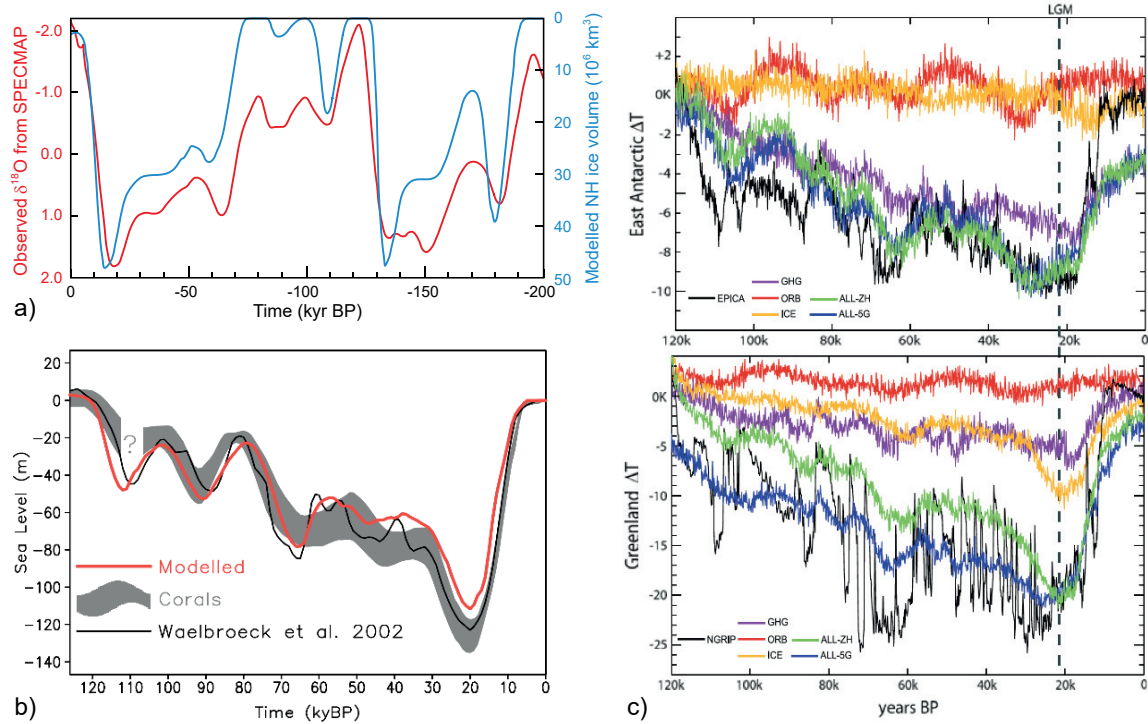 a)
Observed δ18O from SPECMAP
-2.0
-1.0
0.0
1.0
2.0
Modelled NH ice volume (10⁶ km³)
0
10
20
30
40
50
0
-50
-100
-150
-200
Time (kyr BP)
b)
Sea Level (m)
20
0
−20
−40
−60
−80
−100
−120
−140
?
Modelled
Corals
Waelbroeck et al. 2002
120
110
100
90
80
70
60
50
40
30
20
10
0
Time (kyBP)
c)
LGM
East Antarctic ΔT
+2
0K
-2
-4
-6
-8
-10
GHG
EPICA
ORB
ALL-ZH
ICE
ALL-5G
120k
100k
80k
60k
40k
20k
0
Greenland ΔT
0K
-5
-10
-15
-20
-25
GHG
NGRIP
ORB
ALL-ZH
ICE
ALL-5G
120k
100k
80k
60k
40k
20k
0
years BP